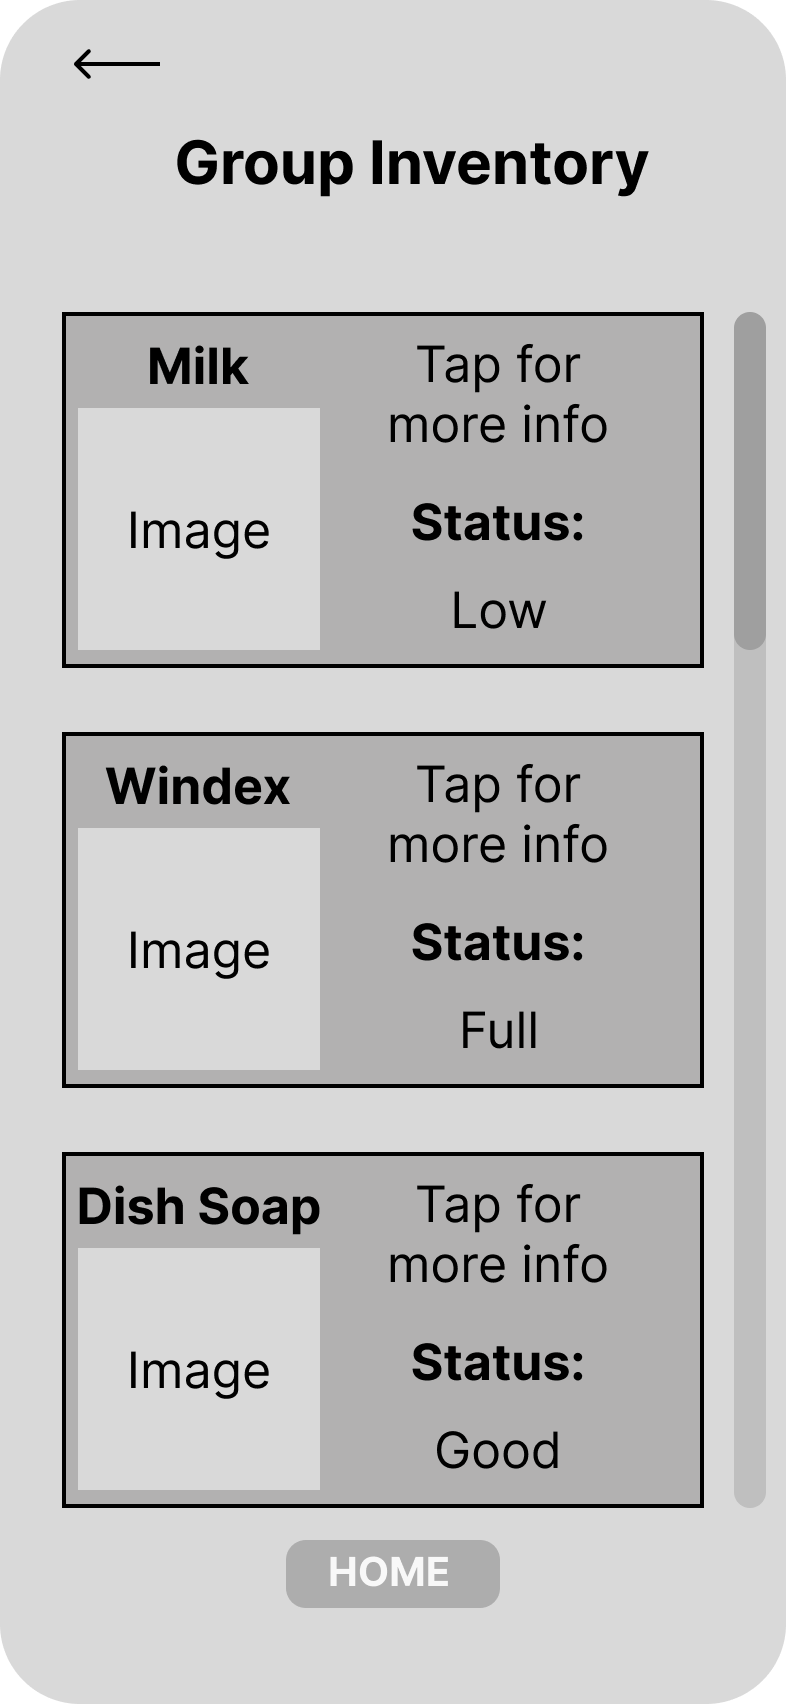 Group Inventory
Milk
Image
Tap for
more info
Status:
Low
Windex
Image
Tap for
more info
Status:
Full
Dish Soap
Image
Tap for
more info
Status:
Good
HOME